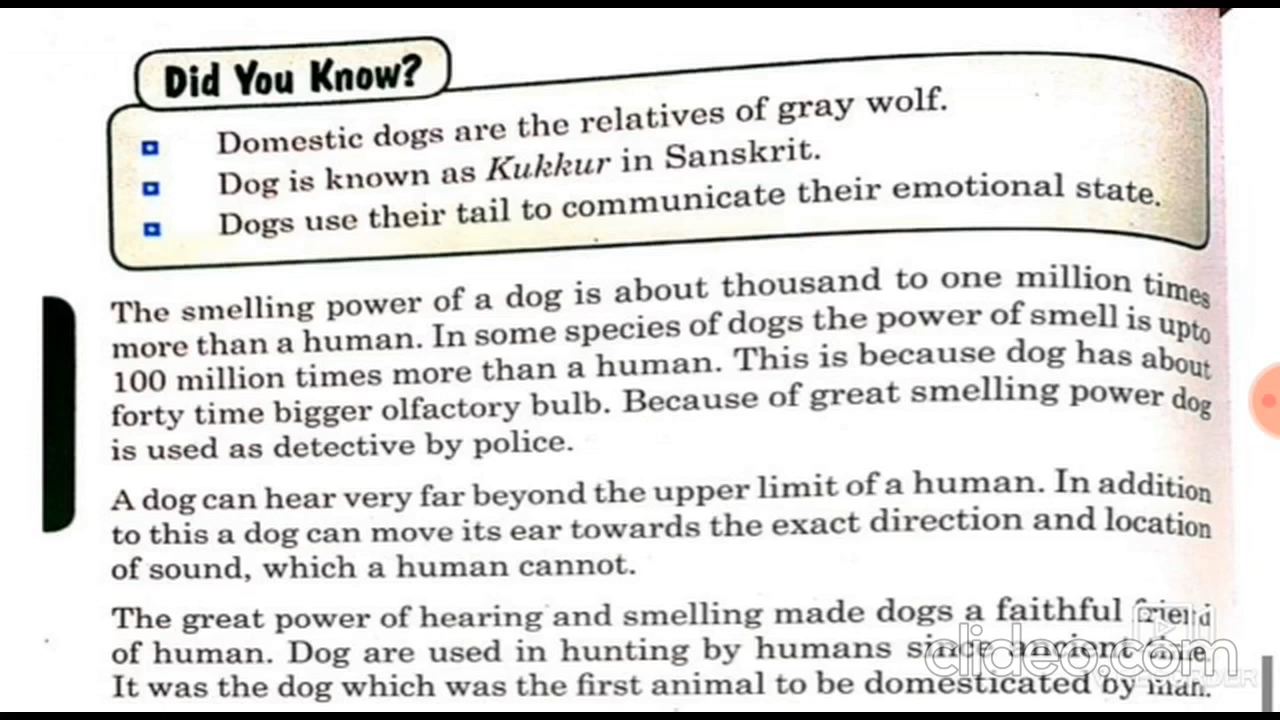 Did You Know?
Domestic dogs are the relatives of gray wolf.
Dog is known as Kukkur in Sanskrit.
Dogs use their tail to communicate their emotional state.
The smelling power of a dog is about thousand to one million times
more than a human. In some species of dogs the power of smell is upto
100 million times more than a human. This is because dog has about
forty time bigger olfactory bulb. Because of great smelling power dog
is used as detective by police.
A dog can hear very far beyond the upper limit of a human. In addition
to this a dog can move its ear towards the exact direction and location
of sound, which a human cannot.
The great power of hearing and smelling made dogs a faithful friend
of human. Dog are used in hunting by humans since ancient time
It was the dog which was the first animal to be domesticated by man.
clideo.com